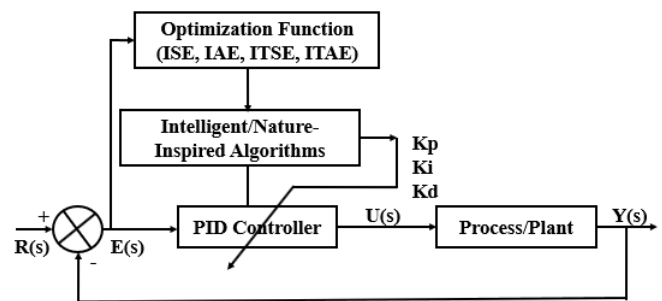 Optimization Function
(ISE, IAE, ITSE, ITAE)
Intelligent/Nature-
Inspired Algorithms
Kp
Ki
Kd
+
R(s)
-
E(s)
PID Controller
U(s)
Process/Plant
Y(s)